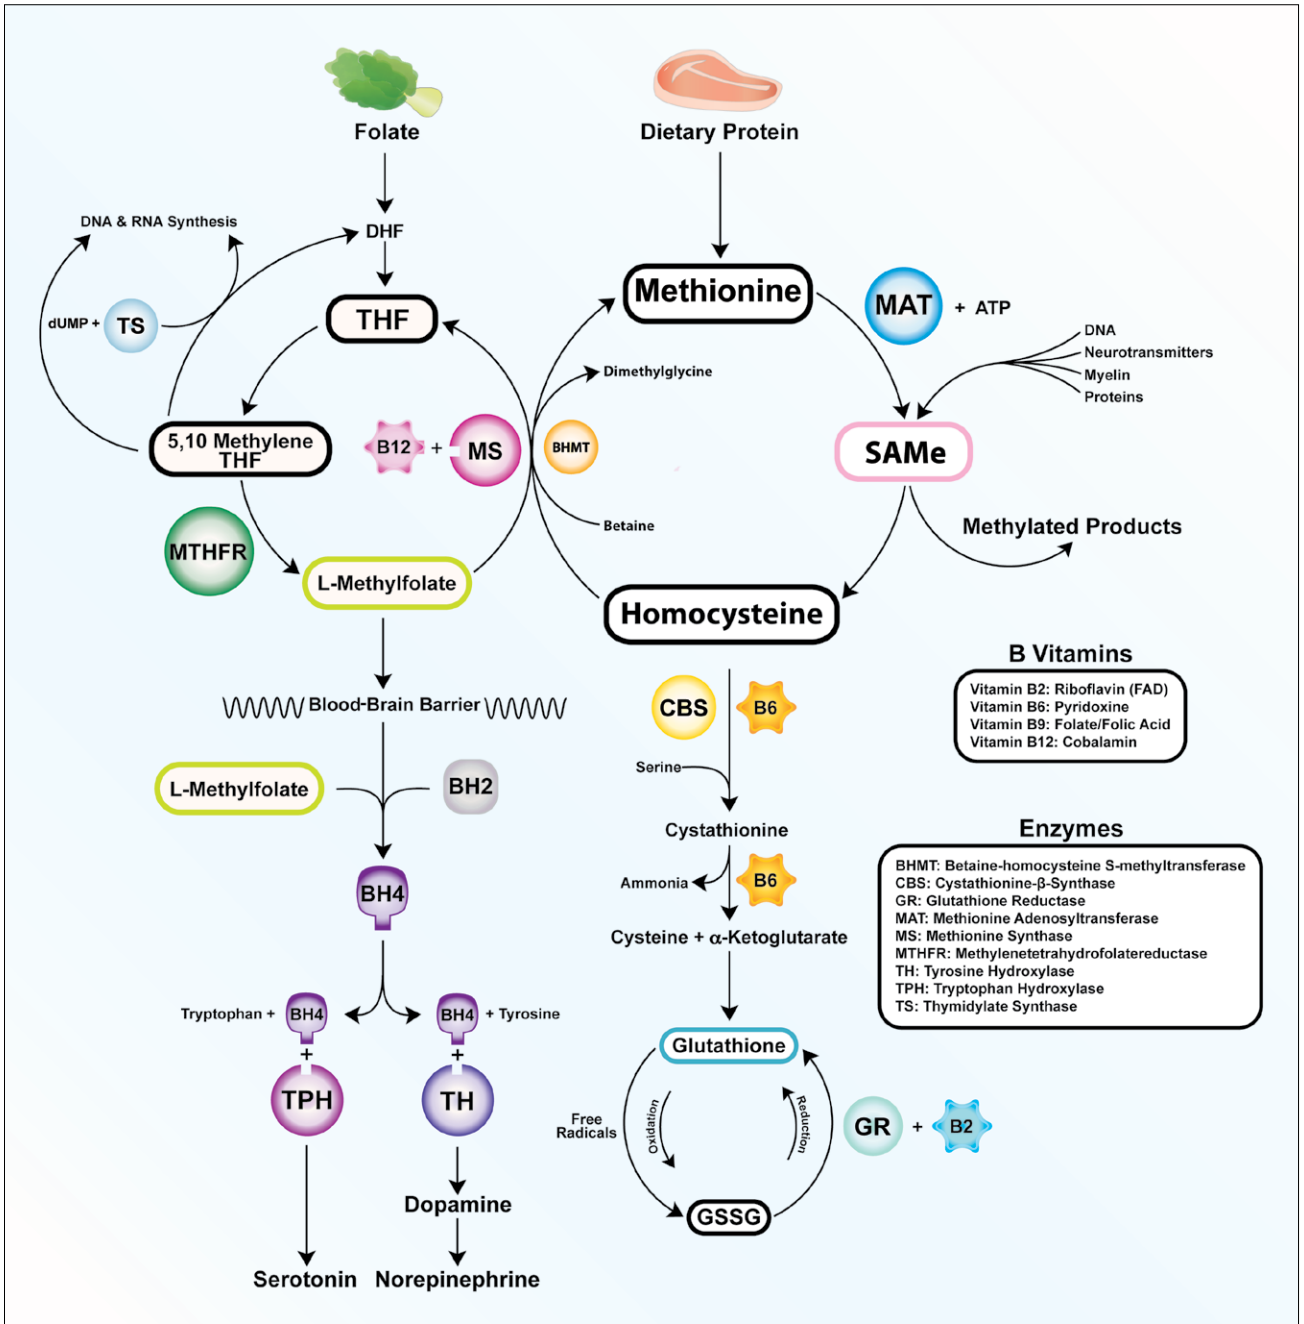 Folate
Dietary Protein
DNA & RNA Synthesis
DHF
Methionine
MAT
+ ATP
THF
dUMP +
TS
DNA
Neurotransmitters
Myelin
Proteins
Dimethylglycine
5,10 Methylene
THF
B12
+
MS
BHMT
SAMe
Betaine
Methylated Products
MTHFR
L-Methylfolate
Homocysteine
B Vitamins
Vitamin B2: Riboflavin (FAD)
Vitamin B6: Pyridoxine
Vitamin B9: Folate/Folic Acid
Vitamin B12: Cobalamin
Blood-Brain Barrier
CBS
B6
Serine
L-Methylfolate
BH2
Cystathionine
Enzymes
BHMT: Betaine-homocysteine S-methyltransferase
CBS: Cystathionine-β-Synthase
GR: Glutathione Reductase
MAT: Methionine Adenosyltransferase
MS: Methionine Synthase
MTHFR: Methylenetetrahydrofolatereductase
TH: Tyrosine Hydroxylase
TPH: Tryptophan Hydroxylase
TS: Thymidylate Synthase
BH4
Ammonia
B6
Cysteine + α-Ketoglutarate
Tryptophan +
BH4
BH4
+ Tyrosine
+
+
TPH
TH
Glutathione
Free
Radicals
Oxidation
Reduction
GR
+
B2
GSSG
Dopamine
Serotonin
Norepinephrine